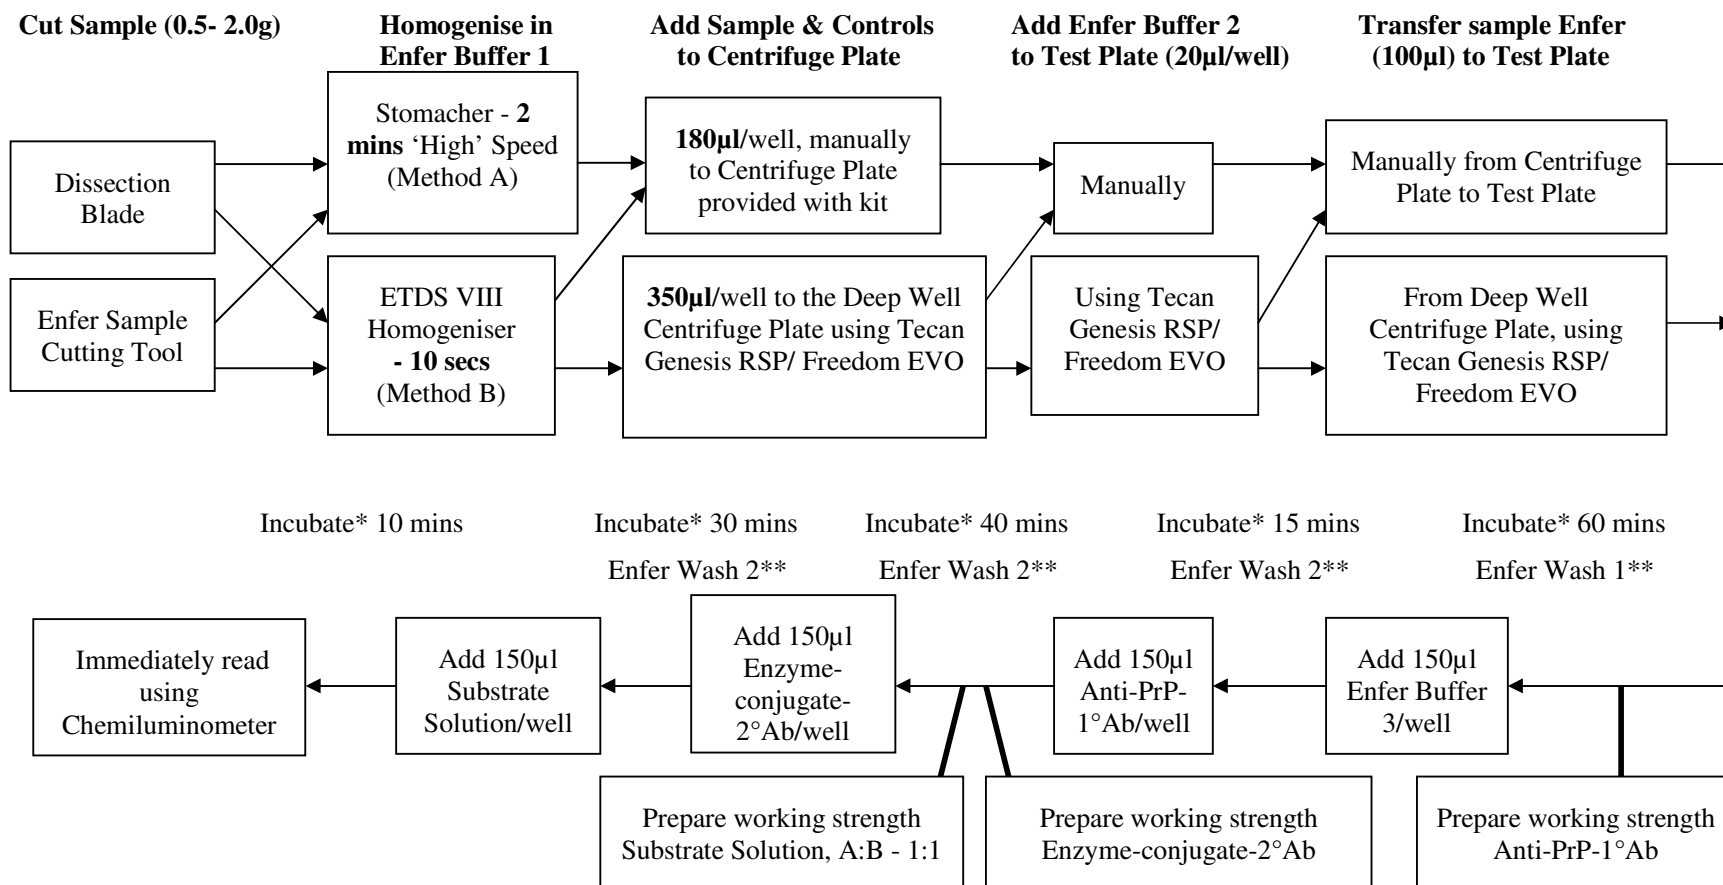 Cut Sample (0.5- 2.0g)
Homogenise in
Enfer Buffer 1
Add Sample & Controls
to Centrifuge Plate
Add Enfer Buffer 2
to Test Plate (20µl/well)
Transfer sample Enfer
(100µl) to Test Plate
Dissection
Blade
Enfer Sample
Cutting Tool
Stomacher - 2
mins ‘High’ Speed
(Method A)
ETDS VIII
Homogeniser
- 10 secs
(Method B)
180µl/well, manually
to Centrifuge Plate
provided with kit
350µl/well to the Deep Well
Centrifuge Plate using Tecan
Genesis RSP/ Freedom EVO
Manually
Using Tecan
Genesis RSP/
Freedom EVO
Manually from Centrifuge
Plate to Test Plate
From Deep Well
Centrifuge Plate, using
Tecan Genesis RSP/
Freedom EVO
Incubate* 10 mins
Incubate* 30 mins
Enfer Wash 2**
Incubate* 40 mins
Enfer Wash 2**
Incubate* 15 mins
Enfer Wash 2**
Incubate* 60 mins
Enfer Wash 1**
Immediately read
using
Chemiluminometer
Add 150µl
Substrate
Solution/well
Add 150µl
Enzyme-
conjugate-
2°Ab/well
Add 150µl
Anti-PrP-
1°Ab/well
Add 150µl
Enfer Buffer
3/well
Prepare working strength
Substrate Solution, A:B - 1:1
Prepare working strength
Enzyme-conjugate-2°Ab
Prepare working strength
Anti-PrP-1°Ab